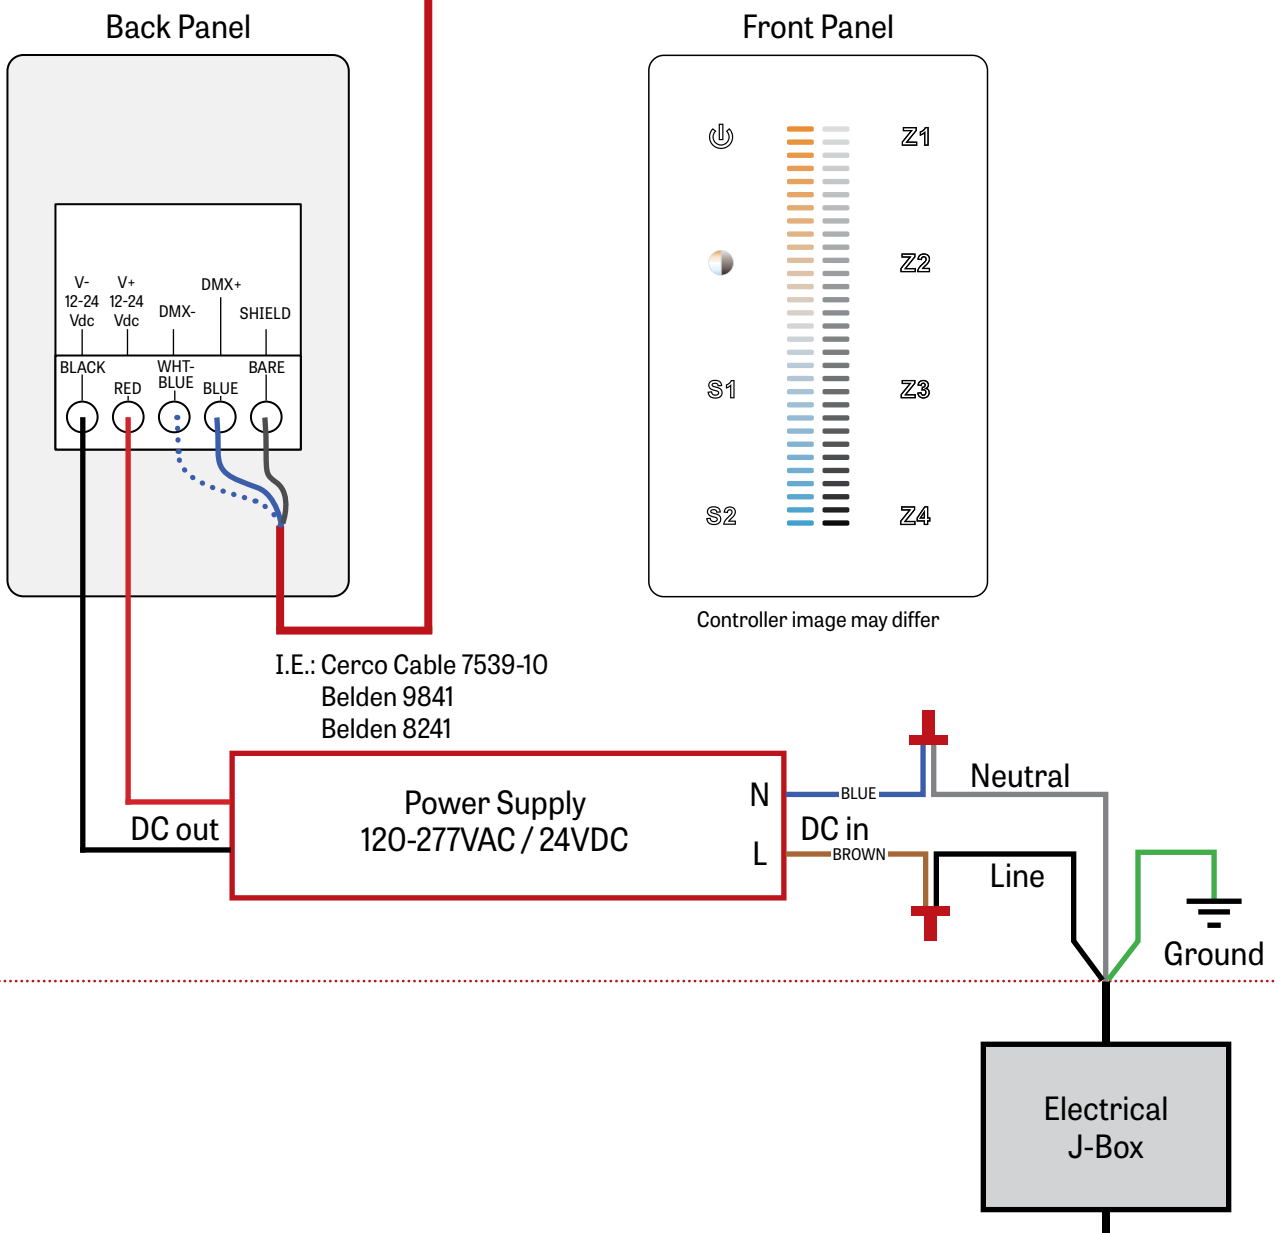 Back Panel
Front Panel
V-
12-24
Vdc
V+
12-24
Vdc
DMX-
DMX+
SHIELD
BLACK
RED
WHT-
BLUE
BLUE
BARE
Z1
Z2
S1
Z3
S2
Z4
Controller image may differ
I.E.: Cerco Cable 7539-10
Belden 9841
Belden 8241
Power Supply
120-277VAC / 24VDC
DC out
N
L
BLUE
DC in
BROWN
Neutral
Line
Ground
Electrical
J-Box